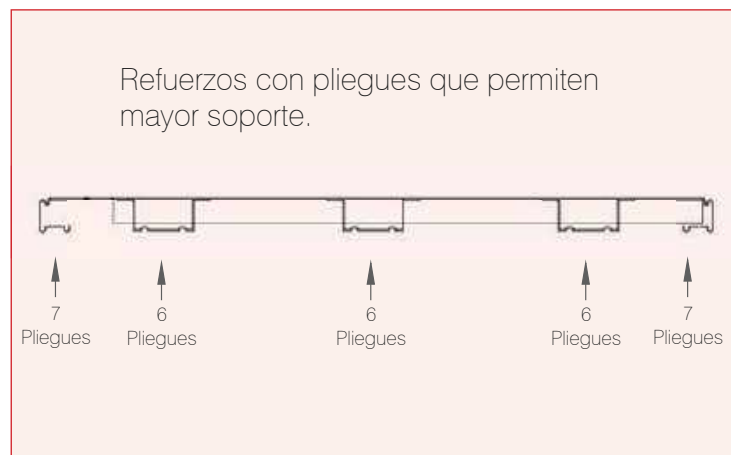 Refuerzos con pliegues que permiten
mayor soporte.
7
Pliegues
6
Pliegues
6
Pliegues
6
Pliegues
7
Pliegues